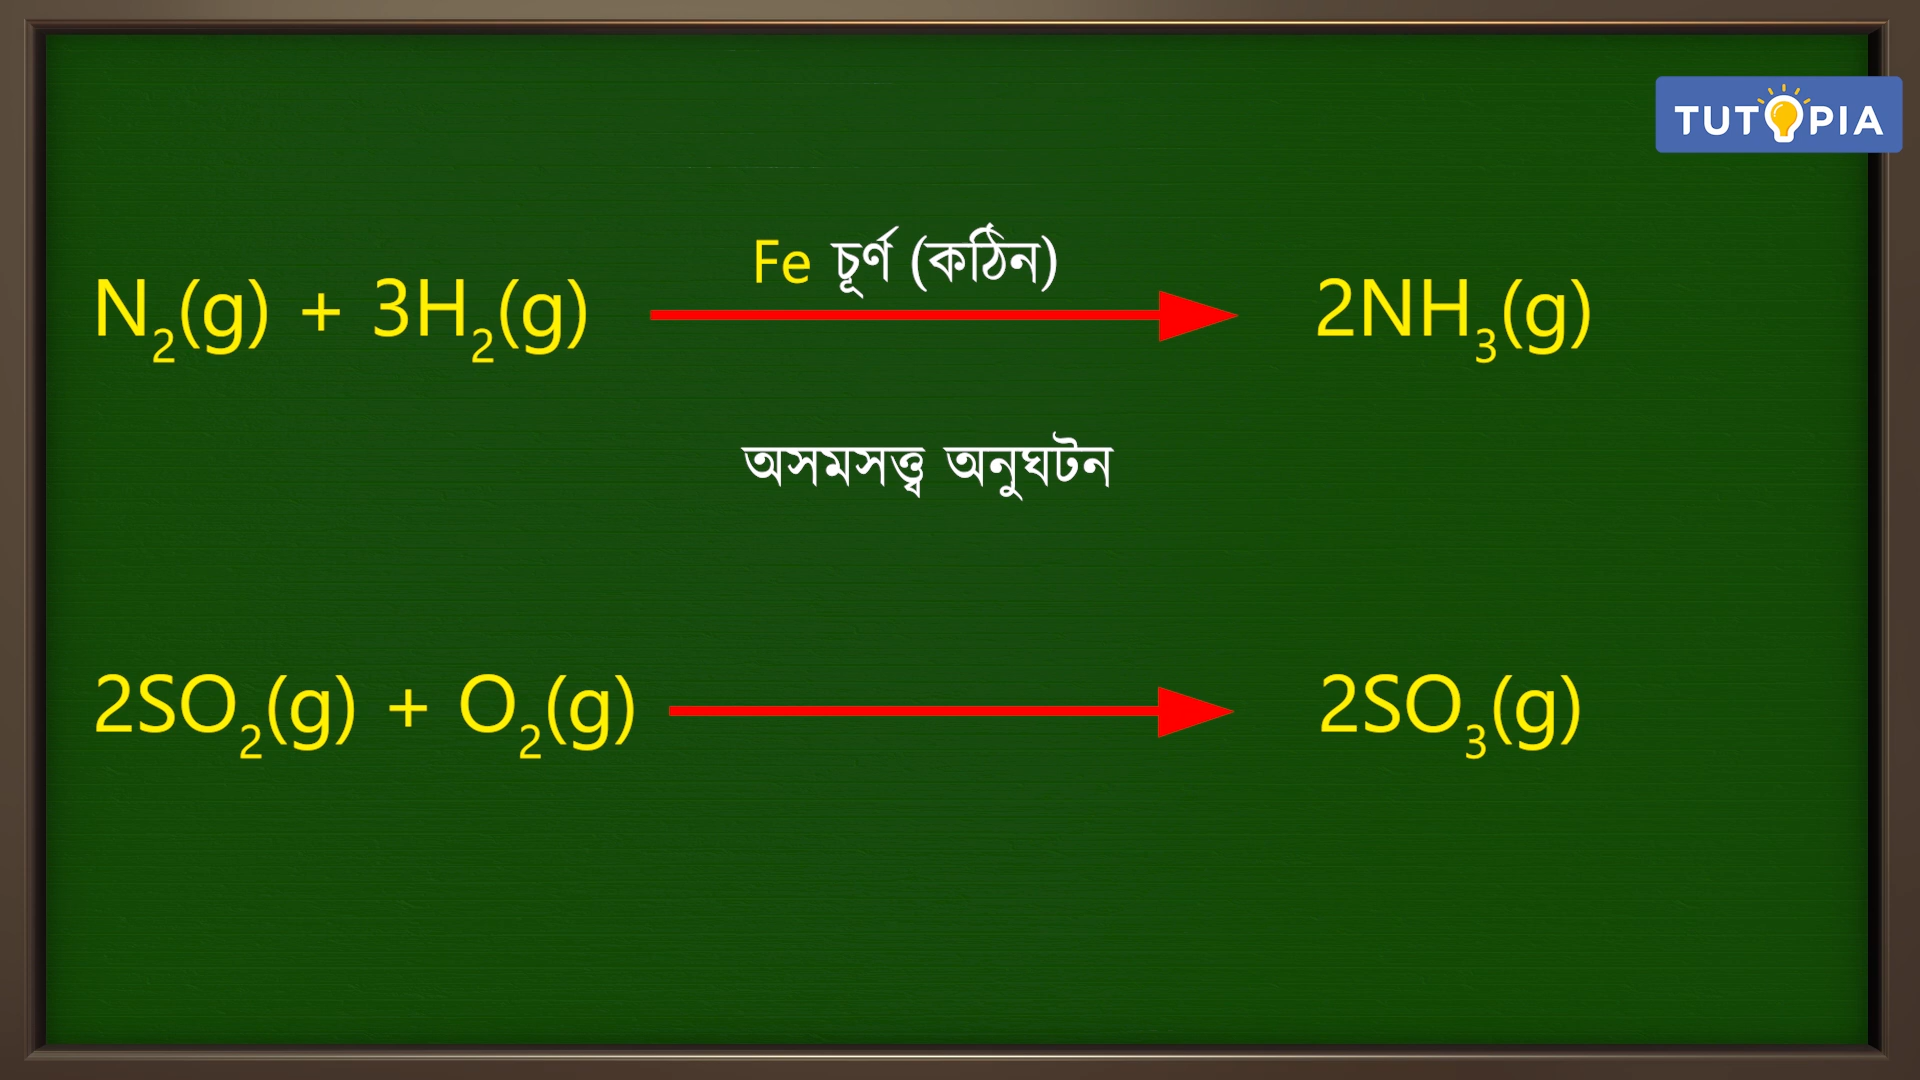 TUTOPIA
Fe চূর্ণ (কঠিন)
N₂(g) + 3H₂(g) 2NH₃(g)
অসমসত্ত্ব অনুঘটন
2SO₂(g) + O₂(g) 2SO₃(g)